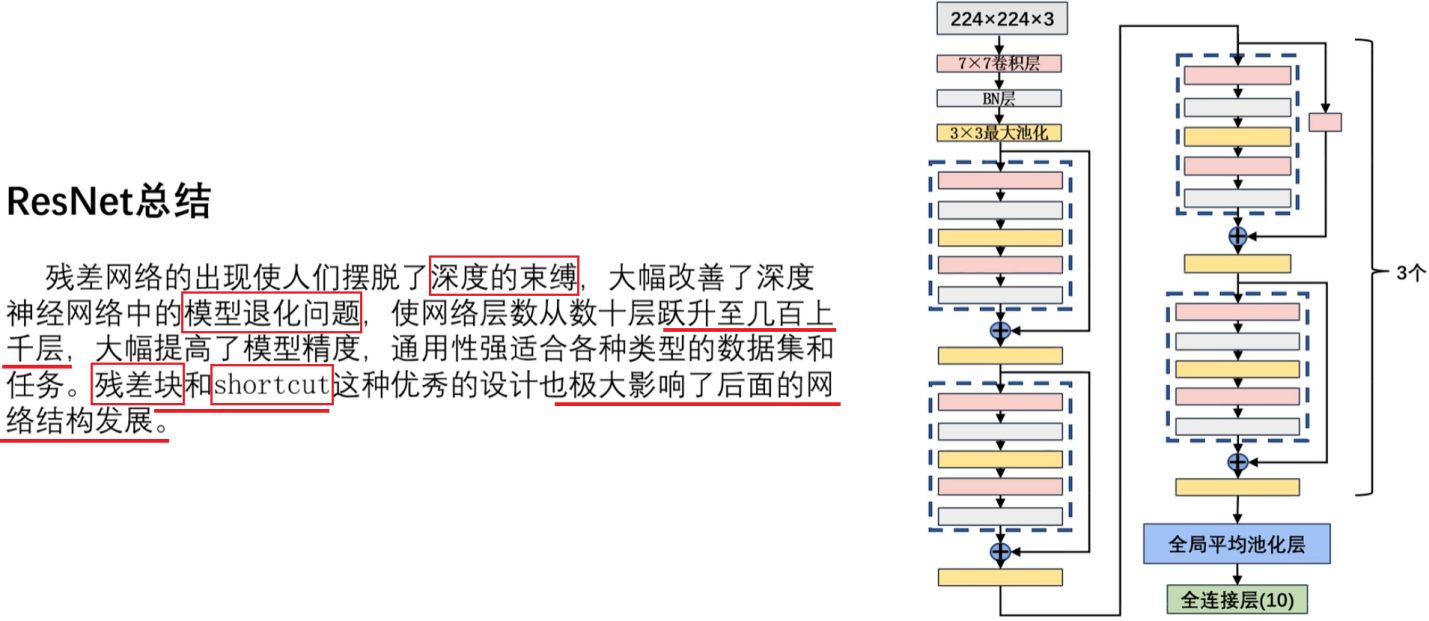 ResNet总结
残差网络的出现使人们摆脱了深度的束缚，大幅改善了深度
神经网络中的模型退化问题，使网络层数从数十层跃升至几百上
千层，大幅提高了模型精度，通用性强适合各种类型的数据集和
任务。残差块和shortcut这种优秀的设计也极大影响了后面的网
络结构发展。
224×224×3
7×7卷积层
BN层
3×3最大池化
3个
全局平均池化层
全连接层(10)